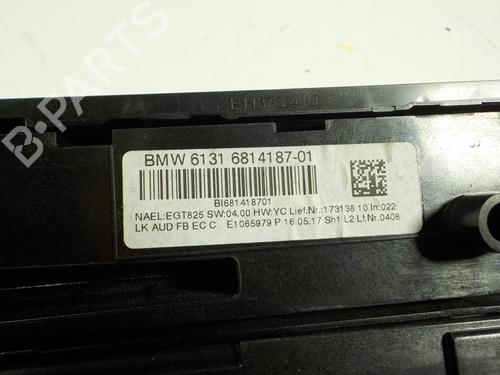 BMW 6131 6814187-01
BI681418701
NAEL:EGT825 SW:04.00 HW:YC Lief.Nr.:173138 10 In:022
LK AUD FB EC C E1065979 P 16.05.17 Sh1 L2 Lf.Nr.0408